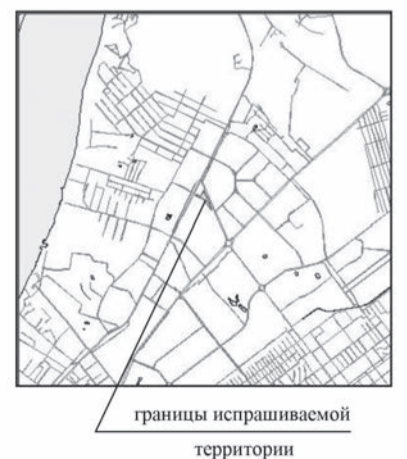 границы испрашиваемой
территории